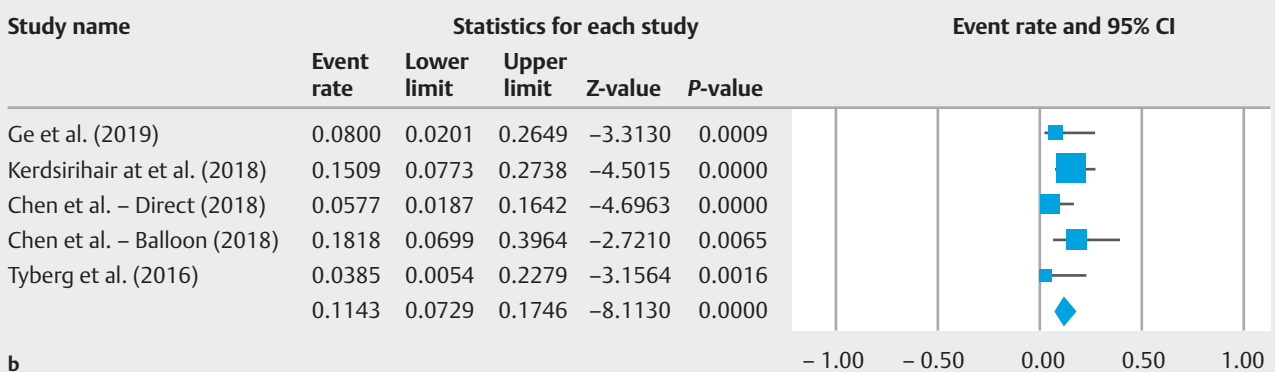 Study name Statistics for each study Event rate and 95% CI
Event Lower Upper
rate limit limit Z-value P-value
Ge et al. (2019) 0.0800 0.0201 0.2649 −3.3130 0.0009
Kerdsirihair at et al. (2018) 0.1509 0.0773 0.2738 −4.5015 0.0000
Chen et al. – Direct (2018) 0.0577 0.0187 0.1642 −4.6963 0.0000
Chen et al. – Balloon (2018) 0.1818 0.0699 0.3964 −2.7210 0.0065
Tyberg et al. (2016) 0.0385 0.0054 0.2279 −3.1564 0.0016
0.1143 0.0729 0.1746 −8.1130 0.0000
b − 1.00 − 0.50 0.00 0.50 1.00